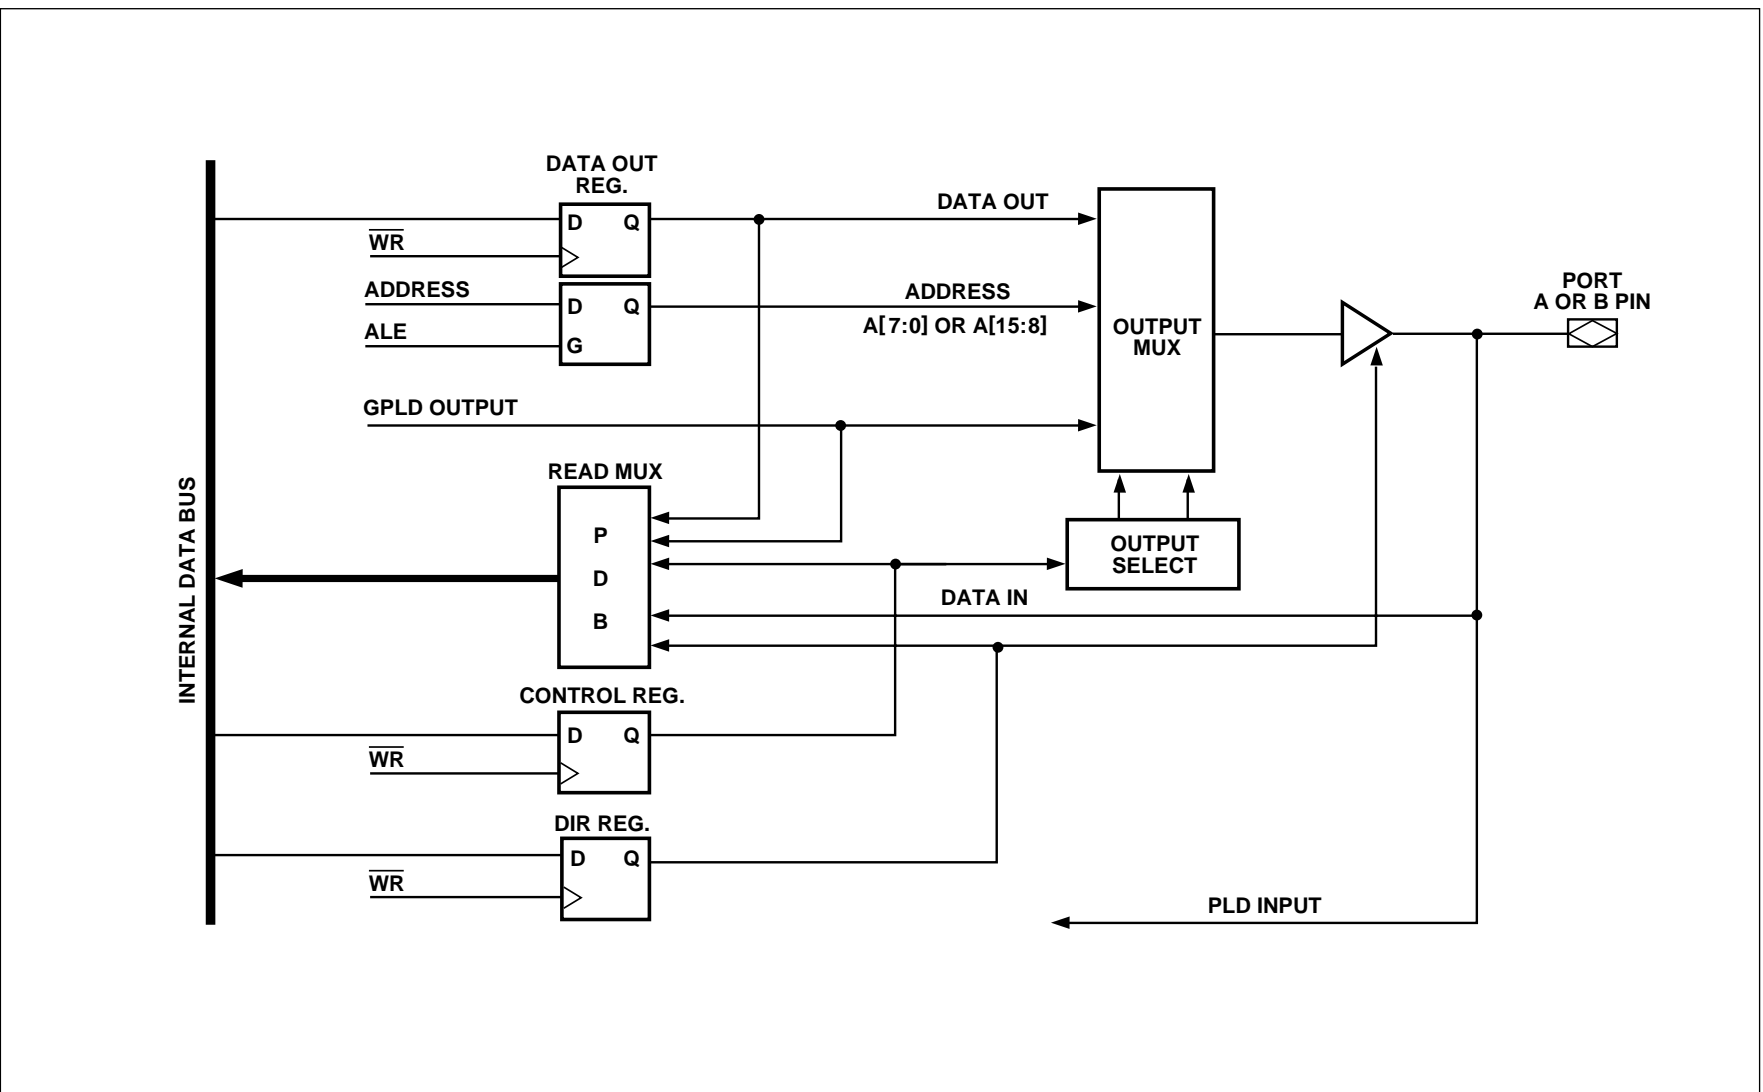 DATA OUT
REG.
D Q
WR
ADDRESS
D Q
ALE
G
DATA OUT
ADDRESS
A[7:0] OR A[15:8]
OUTPUT
MUX
PORT
A OR B PIN
GPLD OUTPUT
READ MUX
P
D
B
INTERNAL DATA BUS
OUTPUT
SELECT
DATA IN
CONTROL REG.
D Q
WR
DIR REG.
D Q
WR
PLD INPUT